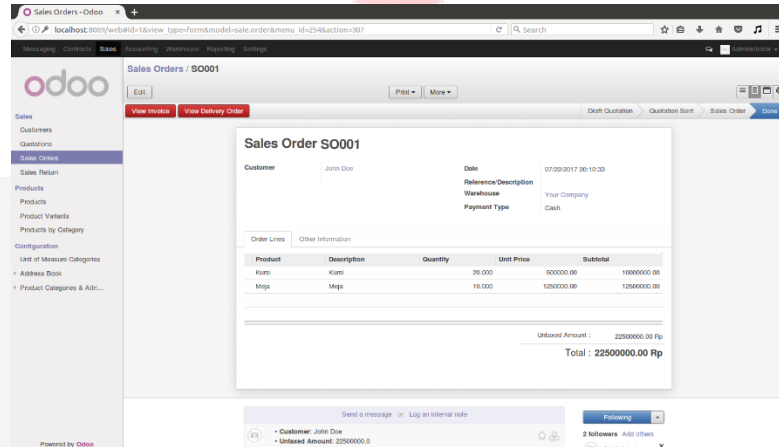 Sales Orders - Odoo × +
localhost:8069/web#id=1&view_type=form&model=sale.order&menu_id=254&action=307 Search
Messaging Contacts Sales Accounting Warehouse Reporting Settings Administrator
odoo
Sales Orders / SO001
Edit Print More
View Invoice View Delivery Order Draft Quotation Quotation Sent Sales Order Done
Sales
Customers
Quotations
Sales Orders
Sales Return
Products
Products
Product Variants
Products by Category
Configuration
Unit of Measure Categories
Address Book
Product Categories & Attri...
Powered by Odoo
Sales Order SO001
Customer John Doe Date 07/22/2017 20:10:33
Reference/Description
Warehouse Your Company
Payment Type Cash
Order Lines Other Information
Product Description Quantity Unit Price Subtotal
Kursi Kursi 20.000 500000.00 10000000.00
Meja Meja 10.000 1250000.00 12500000.00
Untaxed Amount : 22500000.00 Rp
Total : 22500000.00 Rp
Send a message or Log an internal note Following
• Customer: John Doe 2 followers Add others
• Untaxed Amount: 22500000.0